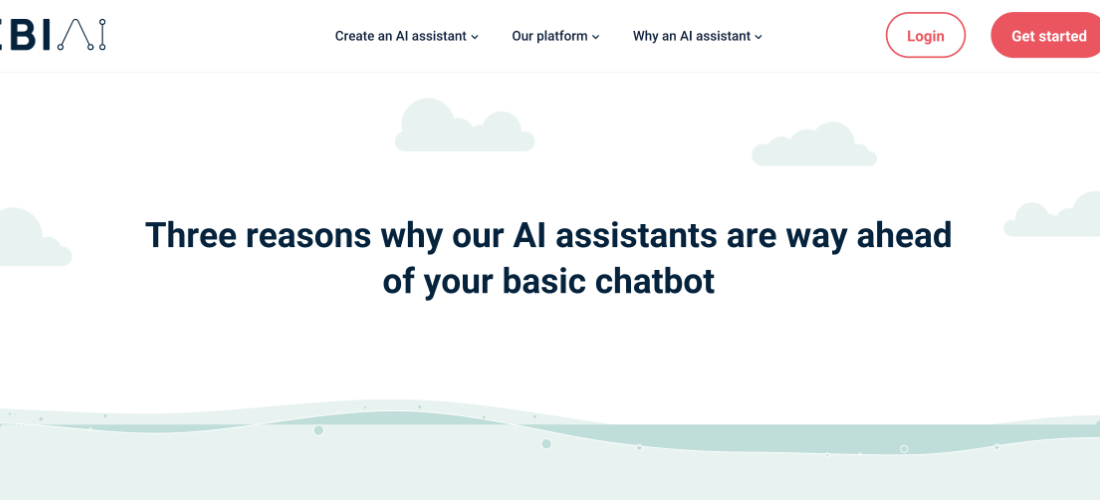 EBIAI
Create an AI assistant
Our platform
Why an AI assistant
Login
Get started
Three reasons why our AI assistants are way ahead
of your basic chatbot